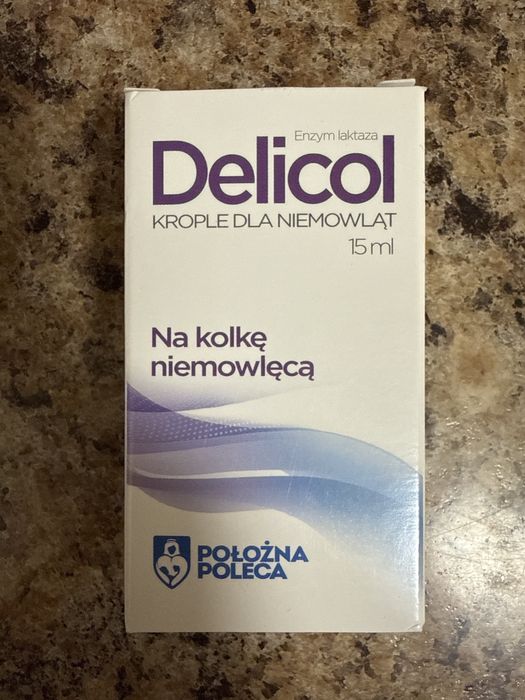 Enzym laktaza
Delicol
KROPLE DLA NIEMOWLĄT
15 ml
Na kolkę
niemowlęcą
POŁOŻNA
POLECA